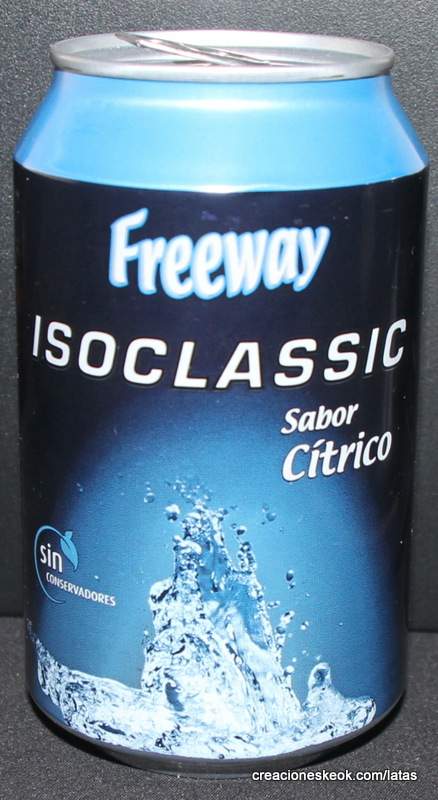 Freeway
ISOCLASSIC
Sabor
Cítrico
sin
CONSERVADORES
creacioneskeok.com/latas